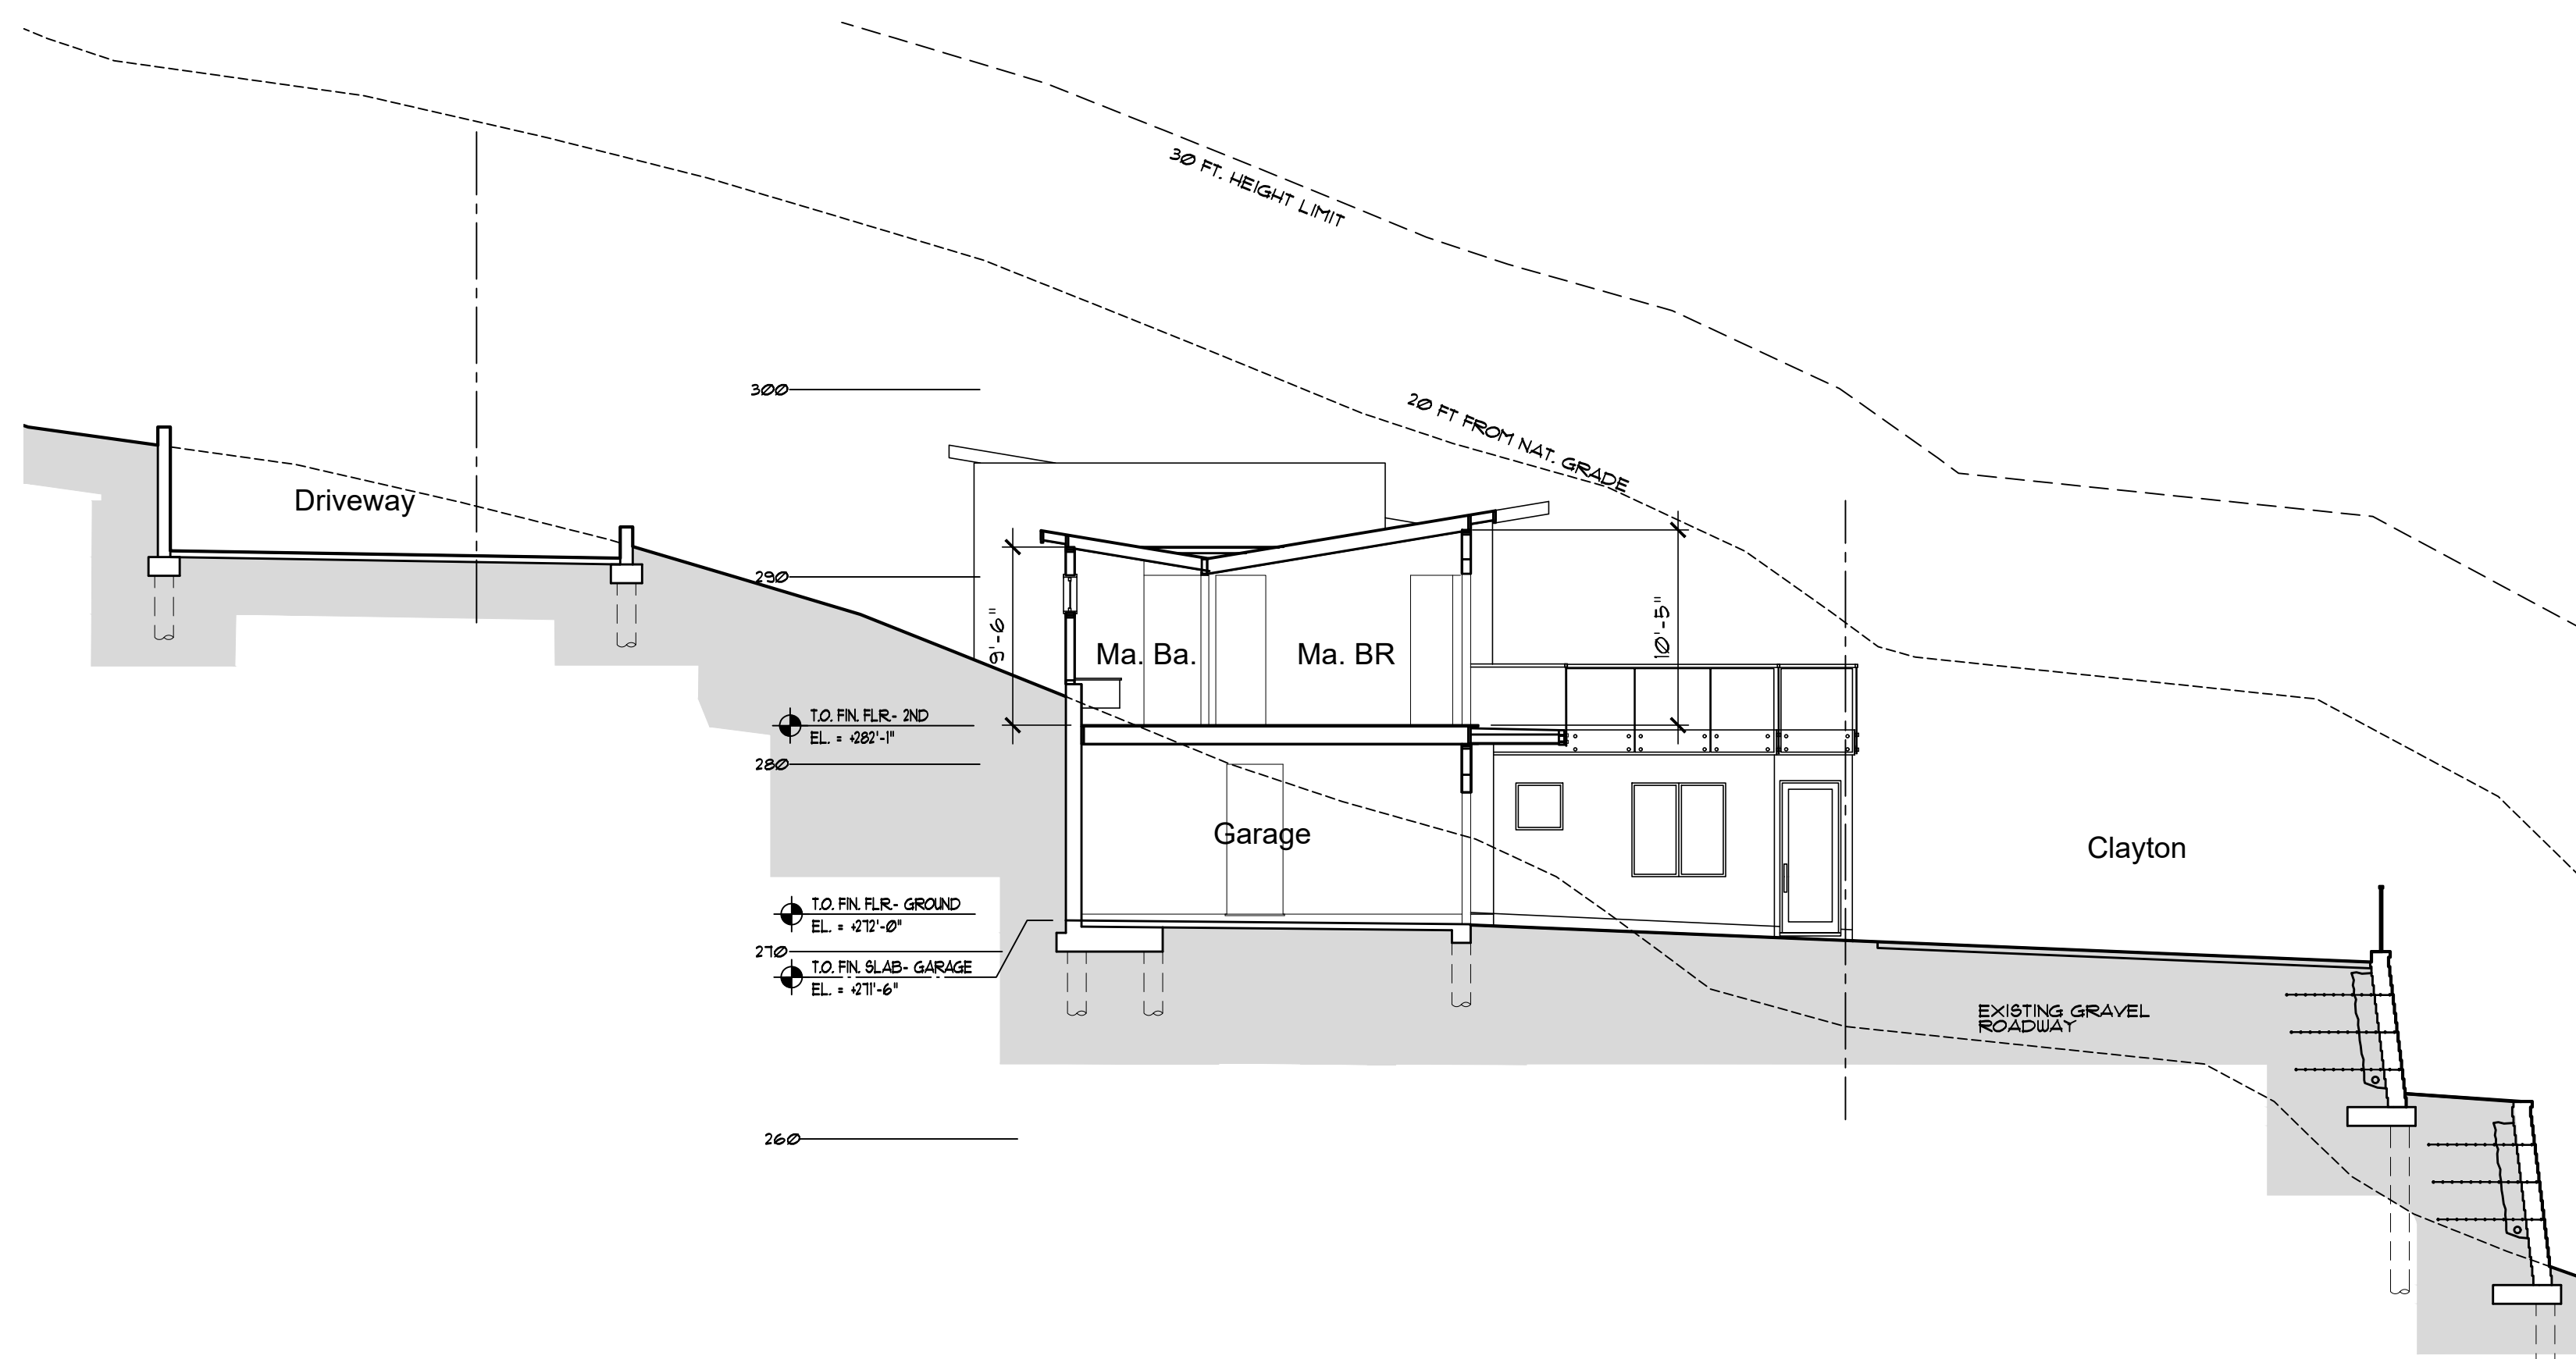 30 FT. HEIGHT LIMIT
300
20 FT FROM NAT. GRADE
Driveway
290
9'-6"
10'-5"
Ma. Ba.
Ma. BR
T.O. FIN. FLR.- 2ND
EL. = +282'-1"
280
Garage
Clayton
T.O. FIN. FLR.- GROUND
EL. = +272'-0"
270
T.O. FIN. SLAB- GARAGE
EL. = +271'-6"
EXISTING GRAVEL
ROADWAY
260